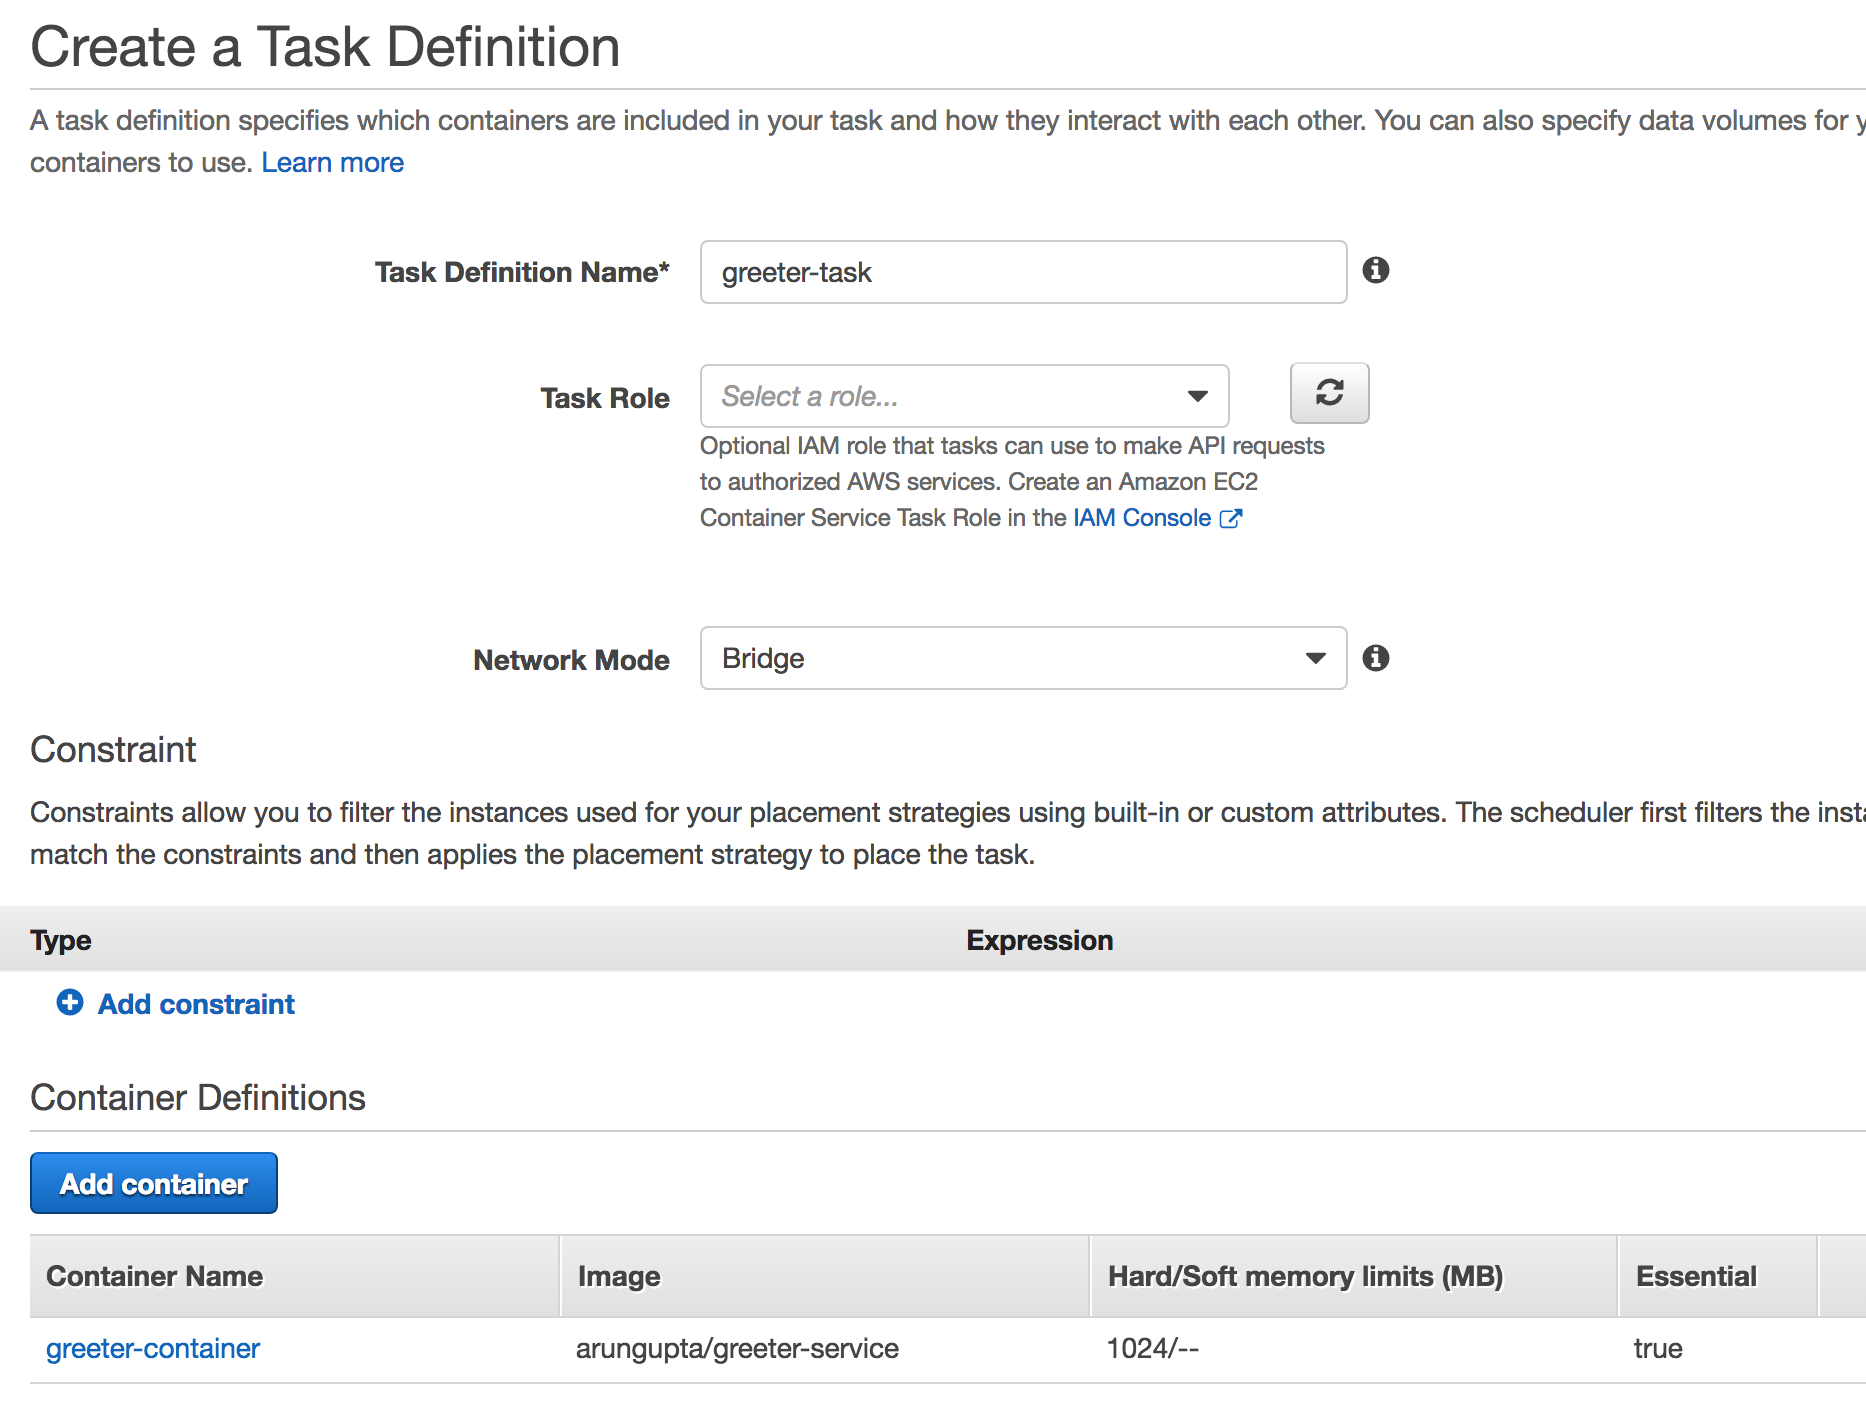 Create a Task Definition
A task definition specifies which containers are included in your task and how they interact with each other. You can also specify data volumes for
containers to use. Learn more
Task Definition Name*
greeter-task
Task Role
Select a role...
Optional IAM role that tasks can use to make API requests
to authorized AWS services. Create an Amazon EC2
Container Service Task Role in the IAM Console
Network Mode
Bridge
Constraint
Constraints allow you to filter the instances used for your placement strategies using built-in or custom attributes. The scheduler first filters the
match the constraints and then applies the placement strategy to place the task.
Type Expression
Add constraint
Container Definitions
Add container
Container Name Image Hard/Soft memory limits (MB) Essential
greeter-container arungupta/greeter-service 1024/-- true